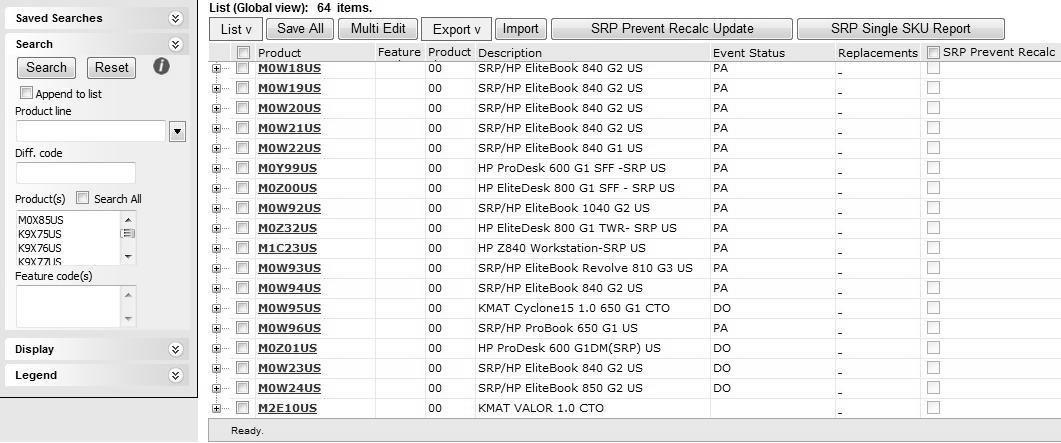 Saved Searches
Search
Search Reset i
Append to list
Product line
Diff. code
Product(s) Search All
M0X85US
K9X75US
K9X76US
K9X77US
Feature code(s)
Display
Legend
List (Global view): 64 items.
List v Save All Multi Edit Export v Import SRP Prevent Recalc Update SRP Single SKU Report
Product Feature Product Description Event Status Replacements SRP Prevent Recalc
M0W18US 00 SRP/HP EliteBook 840 G2 US PA _
M0W19US 00 SRP/HP EliteBook 840 G2 US PA _
M0W20US 00 SRP/HP EliteBook 840 G2 US PA _
M0W21US 00 SRP/HP EliteBook 840 G2 US PA _
M0W22US 00 SRP/HP EliteBook 840 G1 US PA _
M0Y99US 00 HP ProDesk 600 G1 SFF -SRP US PA _
M0Z00US 00 HP EliteDesk 800 G1 SFF - SRP US PA _
M0W92US 00 SRP/HP EliteBook 1040 G2 US PA _
M0Z32US 00 HP EliteDesk 800 G1 TWR- SRP US PA _
M1C23US 00 HP Z840 Workstation-SRP US PA _
M0W93US 00 SRP/HP EliteBook Revolve 810 G3 US PA _
M0W94US 00 SRP/HP EliteBook 840 G2 US PA _
M0W95US 00 KMAT Cyclone15 1.0 650 G1 CTO DO _
M0W96US 00 SRP/HP ProBook 650 G1 US PA _
M0Z01US 00 HP ProDesk 600 G1DM(SRP) US DO _
M0W23US 00 SRP/HP EliteBook 840 G2 US DO _
M0W24US 00 SRP/HP EliteBook 850 G2 US DO _
M2E10US 00 KMAT VALOR 1.0 CTO _
Ready.